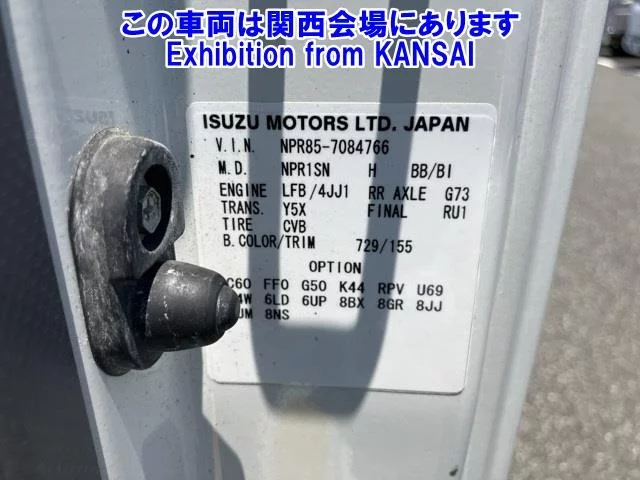 この車両は関西会場にあります
Exhibition from KANSAI
ISUZU MOTORS LTD. JAPAN
V.I.N. NPR85-7084766
M.D. NPR1SN H BB/BI
ENGINE LFB/4JJ1 RR AXLE G73
TRANS. Y5X FINAL RU1
TIRE CVB
B.COLOR/TRIM 729/155
OPTION
C60 FF0 G50 K44 RPV U69
6LD 6UP 8BX 8GR 8JJ
8NS